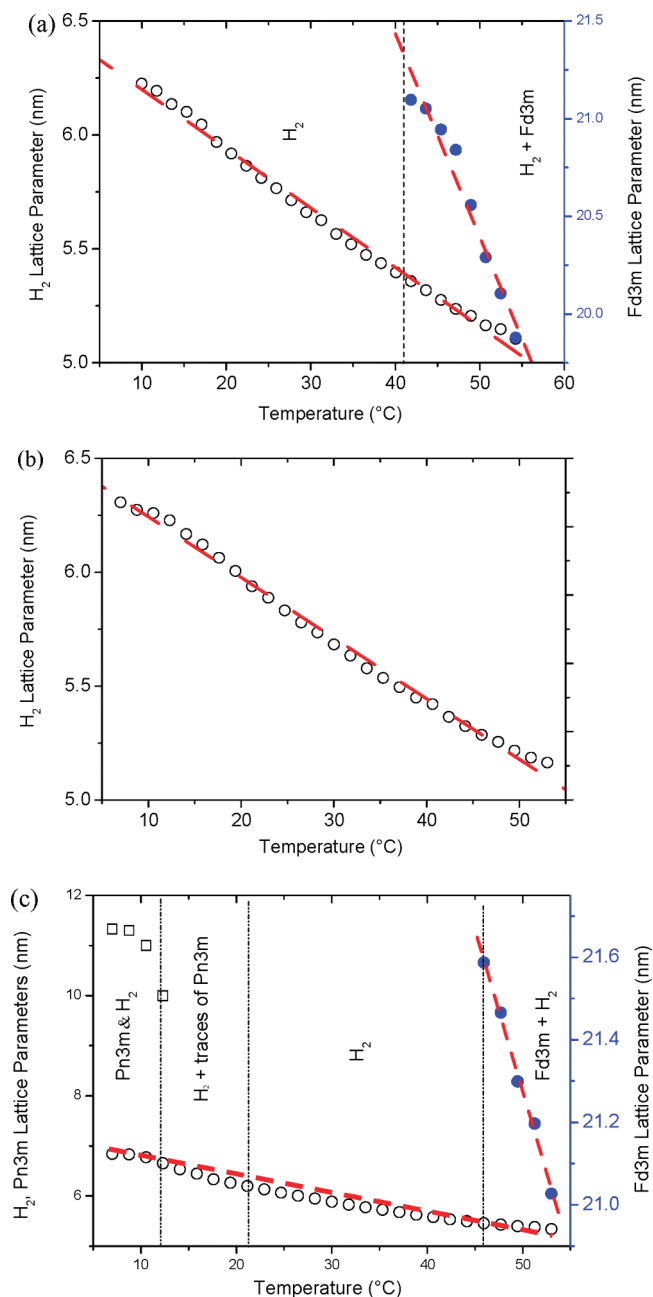 (a)
6.5
6.0
5.5
5.0
H2 Lattice Parameter (nm)
H2
H2 + Fd3m
21.5
21.0
20.5
20.0
Fd3m Lattice Parameter (nm)
10 20 30 40 50 60
Temperature (°C)
(b)
6.5
6.0
5.5
5.0
H2 Lattice Parameter (nm)
10 20 30 40 50
Temperature (°C)
(c)
12
10
8
6
H2, Pn3m Lattice Parameters (nm)
Pn3m & H2
H2 + traces of Pn3m
H2
Fd3m + H2
21.6
21.4
21.2
21.0
Fd3m Lattice Parameter (nm)
10 20 30 40 50
Temperature (°C)